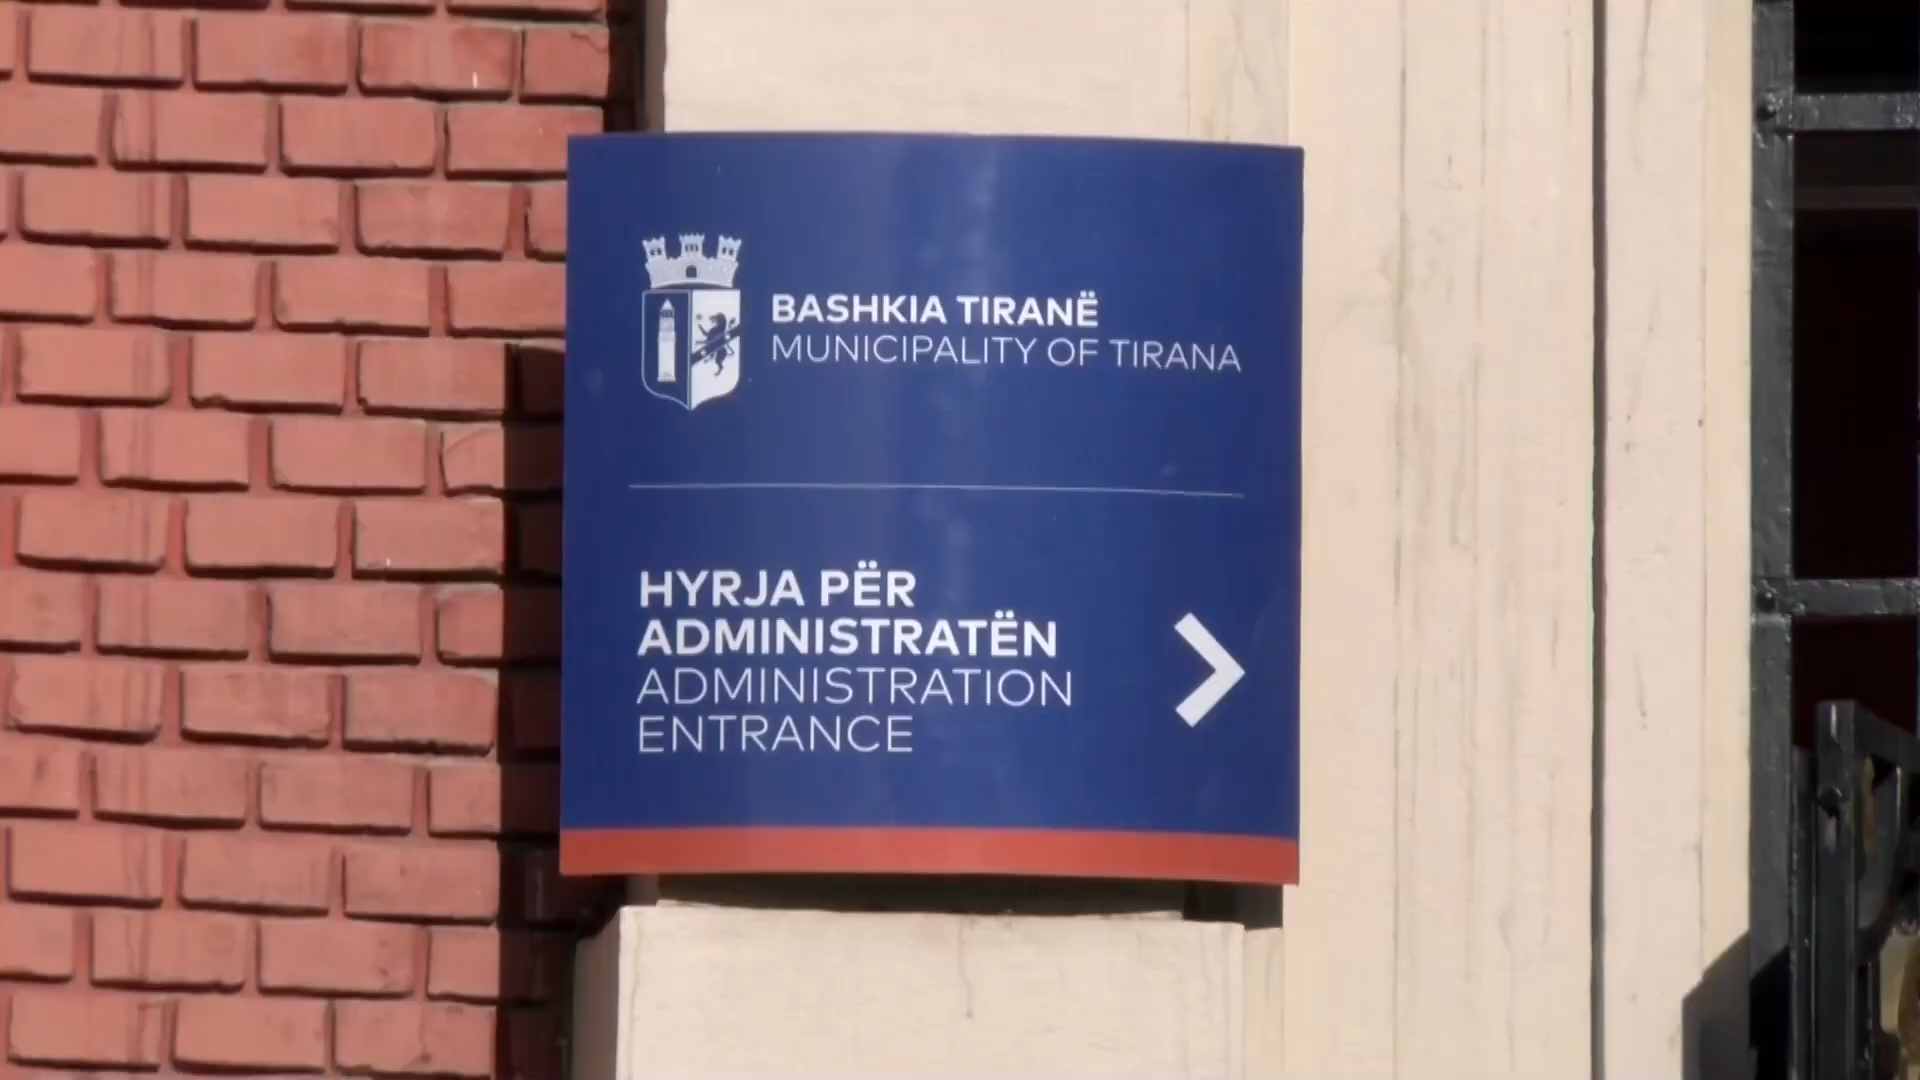 BASHKIA TIRANË
MUNICIPALITY OF TIRANA
HYRJA PËR
ADMINISTRATËN
ADMINISTRATION
ENTRANCE